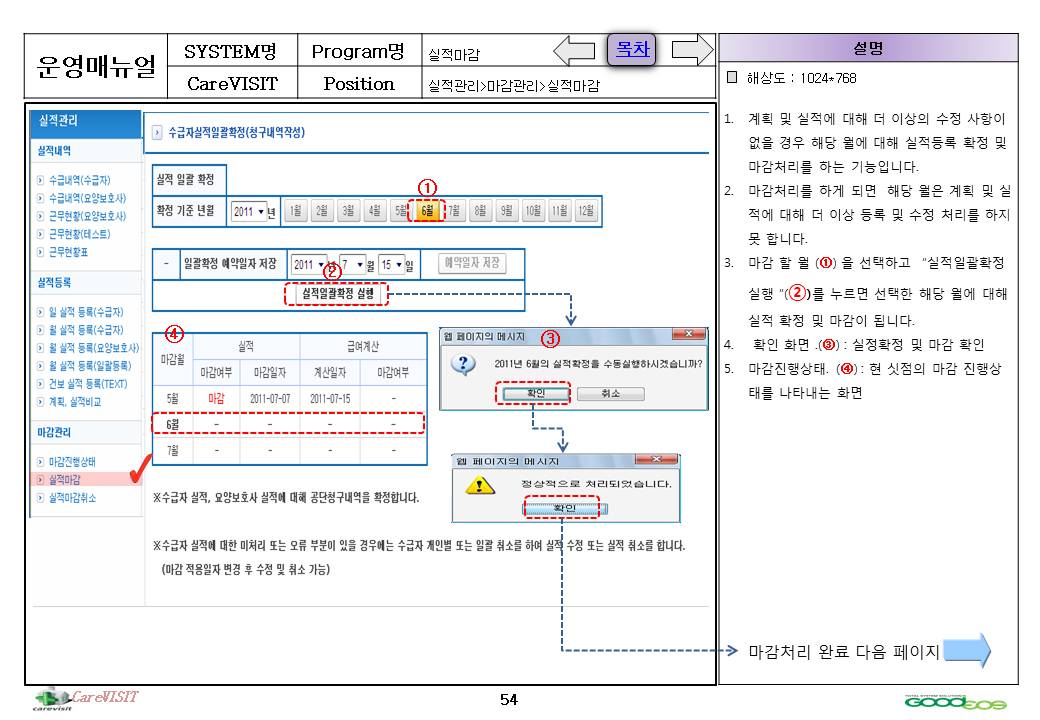 운영매뉴얼
SYSTEM명
Program명
실적마감
목차
CareVISIT
Position
실적관리>마감관리>실적마감
설명
해상도 : 1024*768
1. 계획 및 실적에 대해 더 이상의 수정 사항이
없을 경우 해당 월에 대해 실적등록 확정 및
마감처리를 하는 기능입니다.
2. 마감처리를 하게 되면 해당 월은 계획 및 실
적에 대해 더 이상 등록 및 수정 처리를 하지
못 합니다.
3. 마감 할 월 (①) 을 선택하고 “실적일괄확정
실행 “(②)를 누르면 선택한 해당 월에 대해
실적 확정 및 마감이 됩니다.
4. 확인 화면 .(③) : 실정확정 및 마감 확인
5. 마감진행상태. (④) : 현 싯점의 마감 진행상
태를 나타내는 화면
마감처리 완료 다음 페이지
실적관리
실적내역
수급내역(수급자)
수급내역(요양보호사)
근무현황(요양보호사)
근무현황(테스트)
근무현황표
실적등록
일 실적 등록(수급자)
월 실적 등록(수급자)
월 실적 등록(요양보호사)
월 실적 등록(일괄등록)
건보 실적 등록(TEXT)
계획, 실적비교
마감관리
마감진행상태
실적마감
실적마감취소
수급자실적일괄확정(청구내역작성)
실적 일괄 확정
①
확정 기준 년월 2011 년 1월 2월 3월 4월 5월 6월 7월 8월 9월 10월 11월 12월
- 일괄확정 예약일자 저장 2011 년 7 월 15 일 예약일자 저장
②
실적일괄확정 실행
④
마감월 실적 급여계산
마감여부 마감일자 계산일자 마감여부
5월 마감 2011-07-07 2011-07-15 -
6월 - - - -
7월 - - - -
웹 페이지의 메시지 ③
2011년 6월의 실적확정을 수동실행하시겠습니까?
확인 취소
웹 페이지의 메시지
정상적으로 처리되었습니다.
확인
※수급자 실적, 요양보호사 실적에 대해 공단청구내역을 확정합니다.
※수급자 실적에 대한 미처리 또는 오류 부분이 있을 경우에는 수급자 개인별 또는 일괄 취소를 하여 실적 수정 또는 실적 취소를 합니다.
(마감 적용일자 변경 후 수정 및 취소 가능)
carevisit
CareVISIT
54
TOTAL SYSTEM SOLUTIONS
GOODEOS